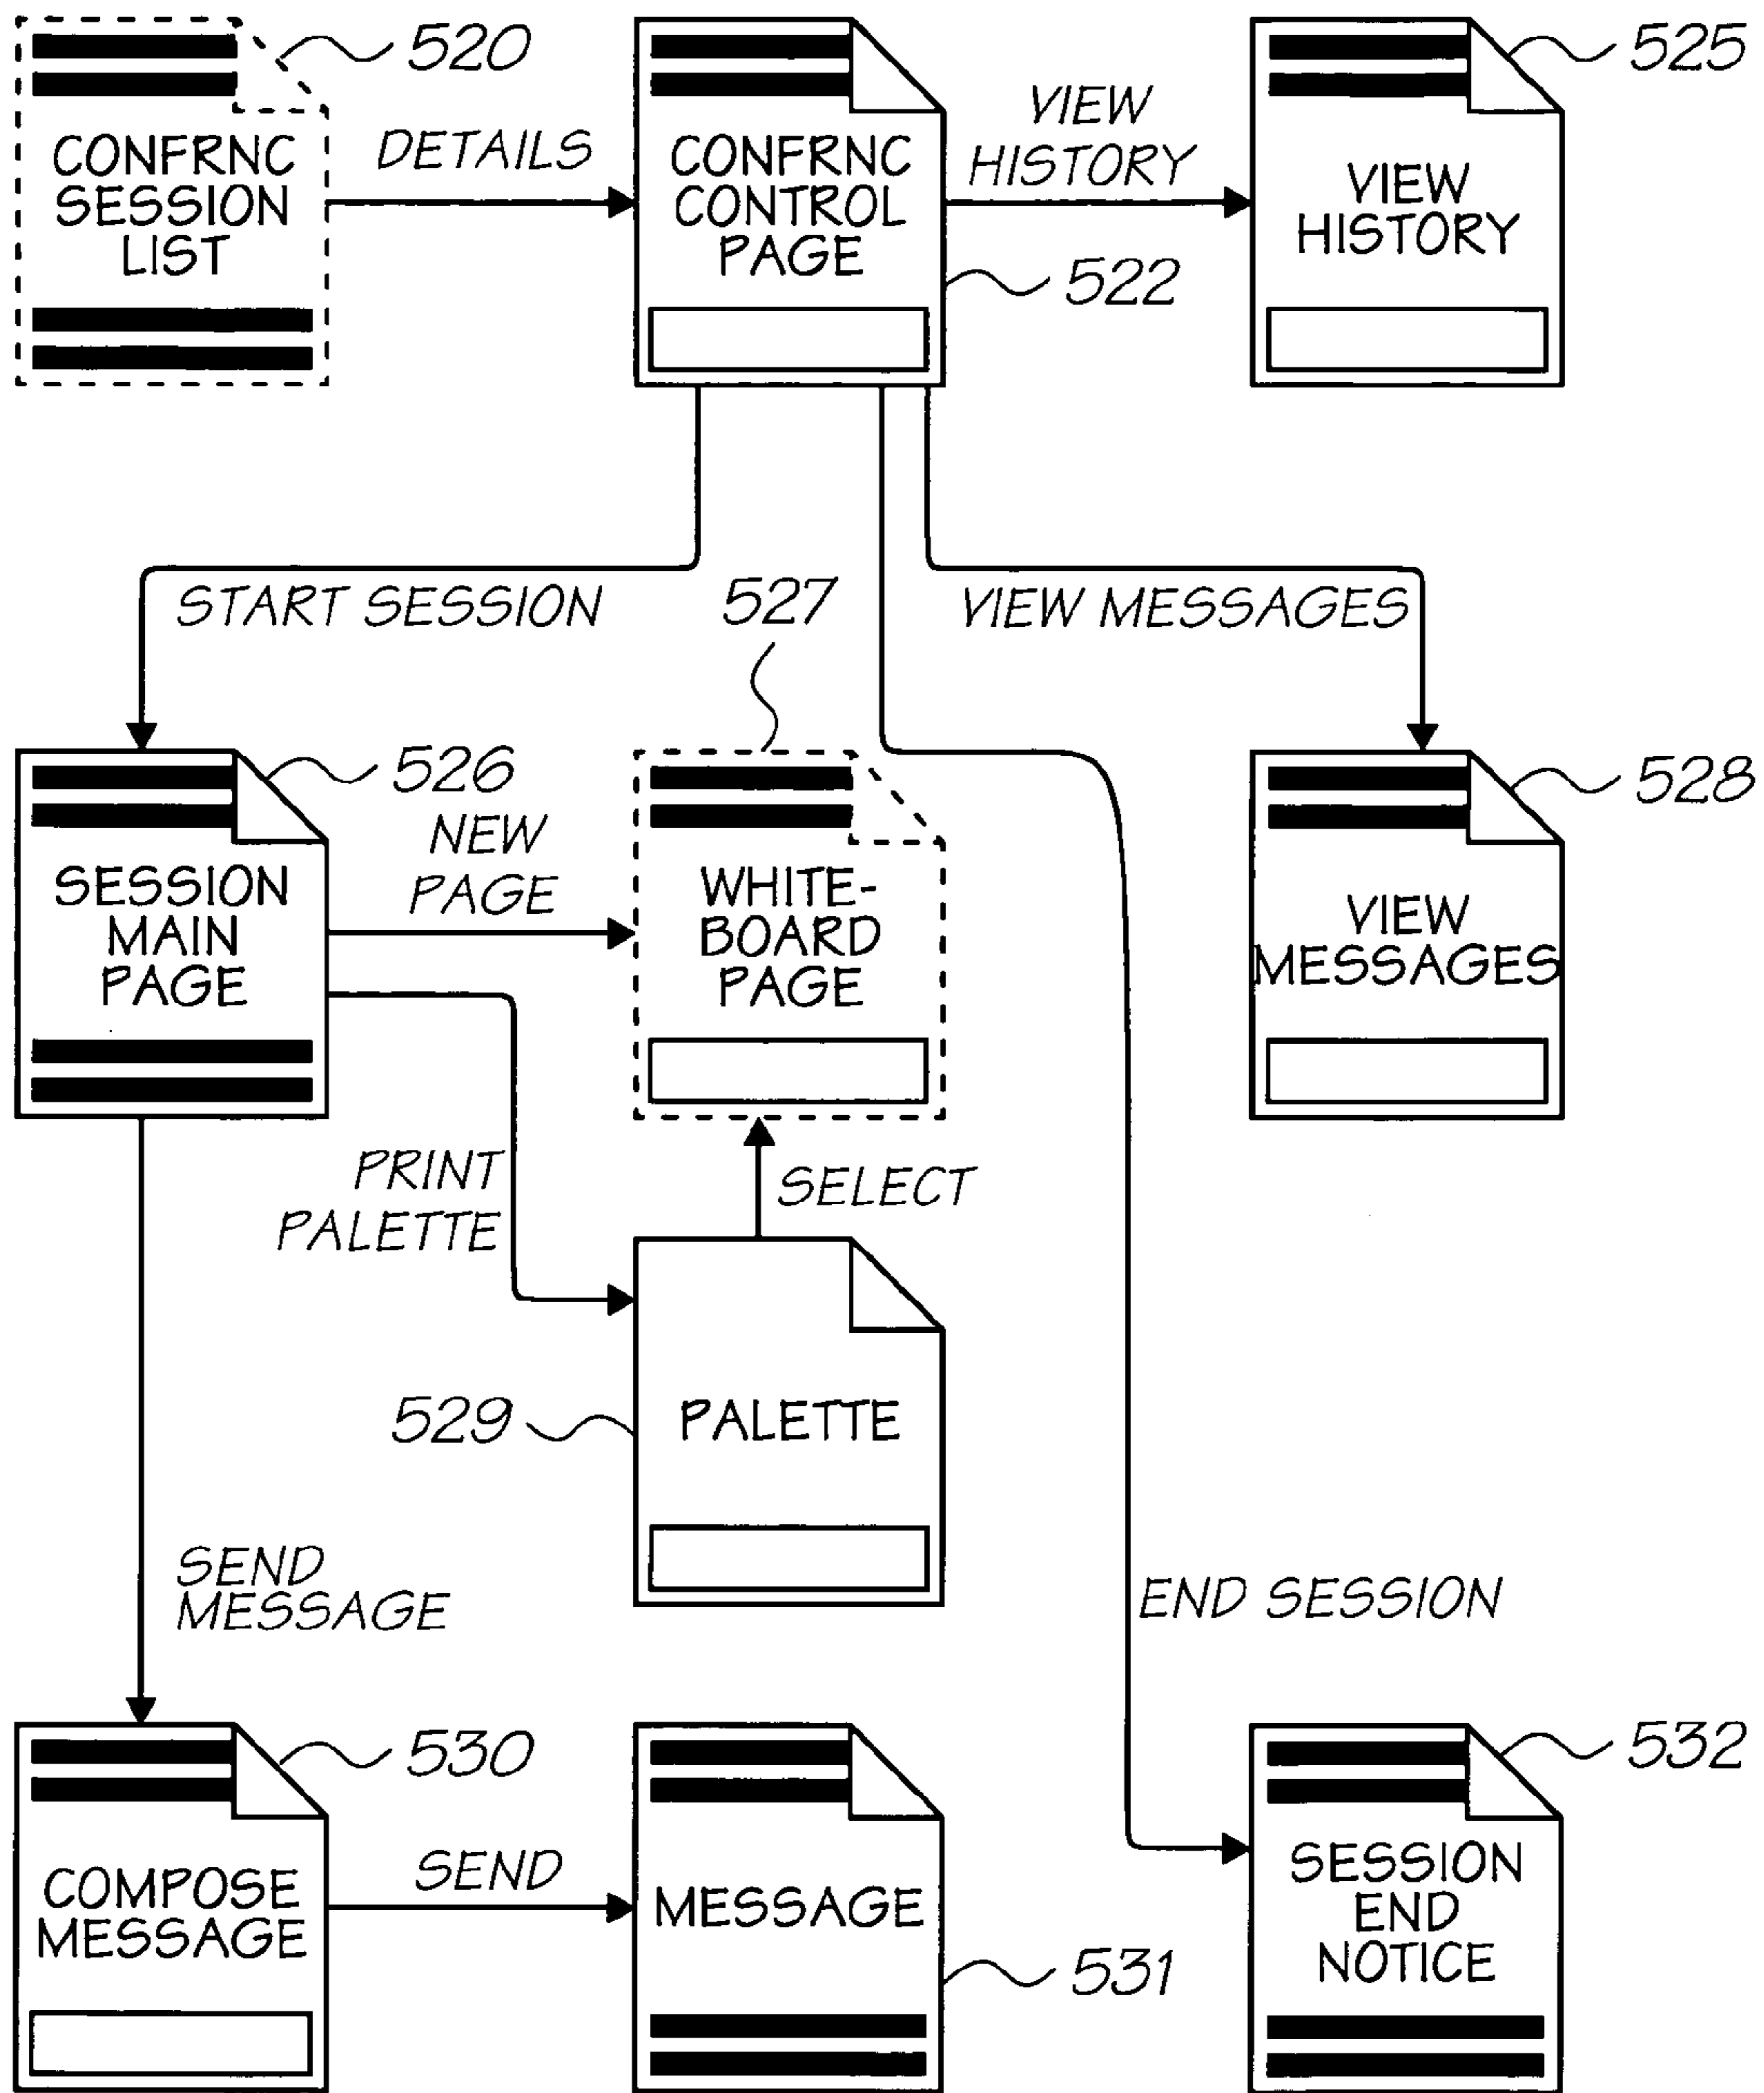 520
CONFRNC
SESSION
LIST
DETAILS
CONFRNC
CONTROL
PAGE
522
VIEW
HISTORY
525
VIEW
HISTORY
START SESSION
527
VIEW MESSAGES
526
SESSION
MAIN
PAGE
NEW
PAGE
WHITE-
BOARD
PAGE
528
VIEW
MESSAGES
PRINT
PALETTE
SELECT
529
PALETTE
SEND
MESSAGE
END SESSION
530
COMPOSE
MESSAGE
SEND
MESSAGE
531
532
SESSION
END
NOTICE